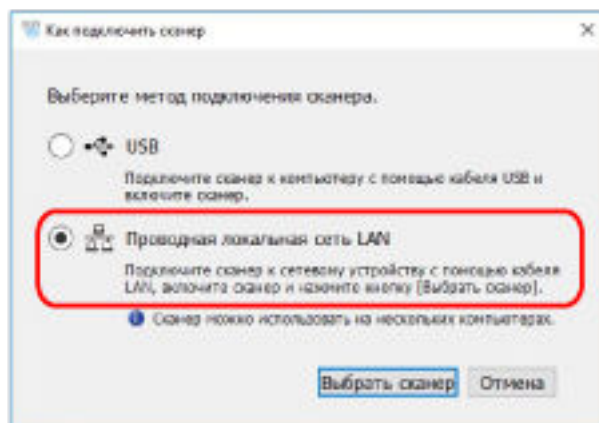 Как подключить сканер
Выберите метод подключения сканера.
USB
Подключите сканер к компьютеру с помощью кабеля USB и
включите сканер.
Проводная локальная сеть LAN
Подключите сканер к сетевому устройству с помощью кабеля
LAN, включите сканер и нажмите кнопку [Выбрать сканер].
Сканер можно использовать на нескольких компьютерах.
Выбрать сканер Отмена